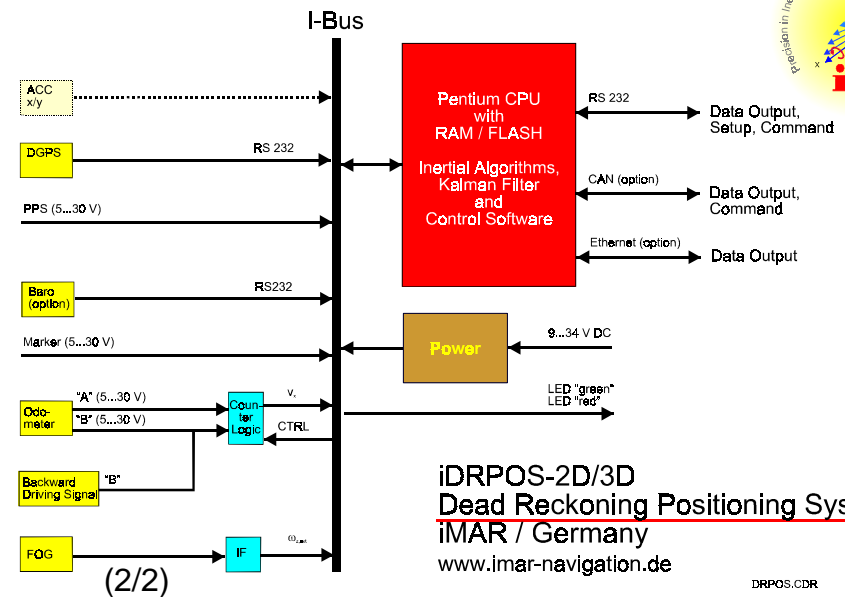 I-Bus
Precision in
ACC
x/y
DGPS
RS 232
PPS (5...30 V)
Baro
(option)
RS232
Marker (5...30 V)
Odo-
meter
"A" (5...30 V)
"B" (5...30 V)
Coun-
ter
Logic
CTRL
Backward
Driving Signal
"B"
FOG
IF
(2/2)
Pentium CPU
with
RAM / FLASH
Inertial Algorithms,
Kalman Filter
and
Control Software
RS 232
Data Output,
Setup, Command
CAN (option)
Data Output,
Command
Ethernet (option)
Data Output
Power
9...34 V DC
LED "green"
LED "red"
iDRPOS-2D/3D
Dead Reckoning Positioning Sys
iMAR / Germany
www.imar-navigation.de
DRPOS.CDR